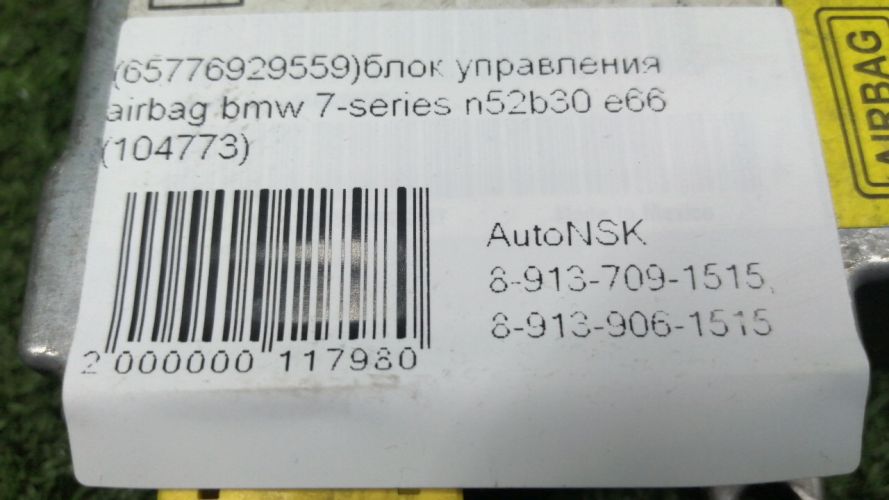 (65776929559)блок управления
airbag bmw 7-series n52b30 e66
(104773)
AutoNSK
8-913-709-1515,
8-913-906-1515
2 000000 117980
AIRBAG